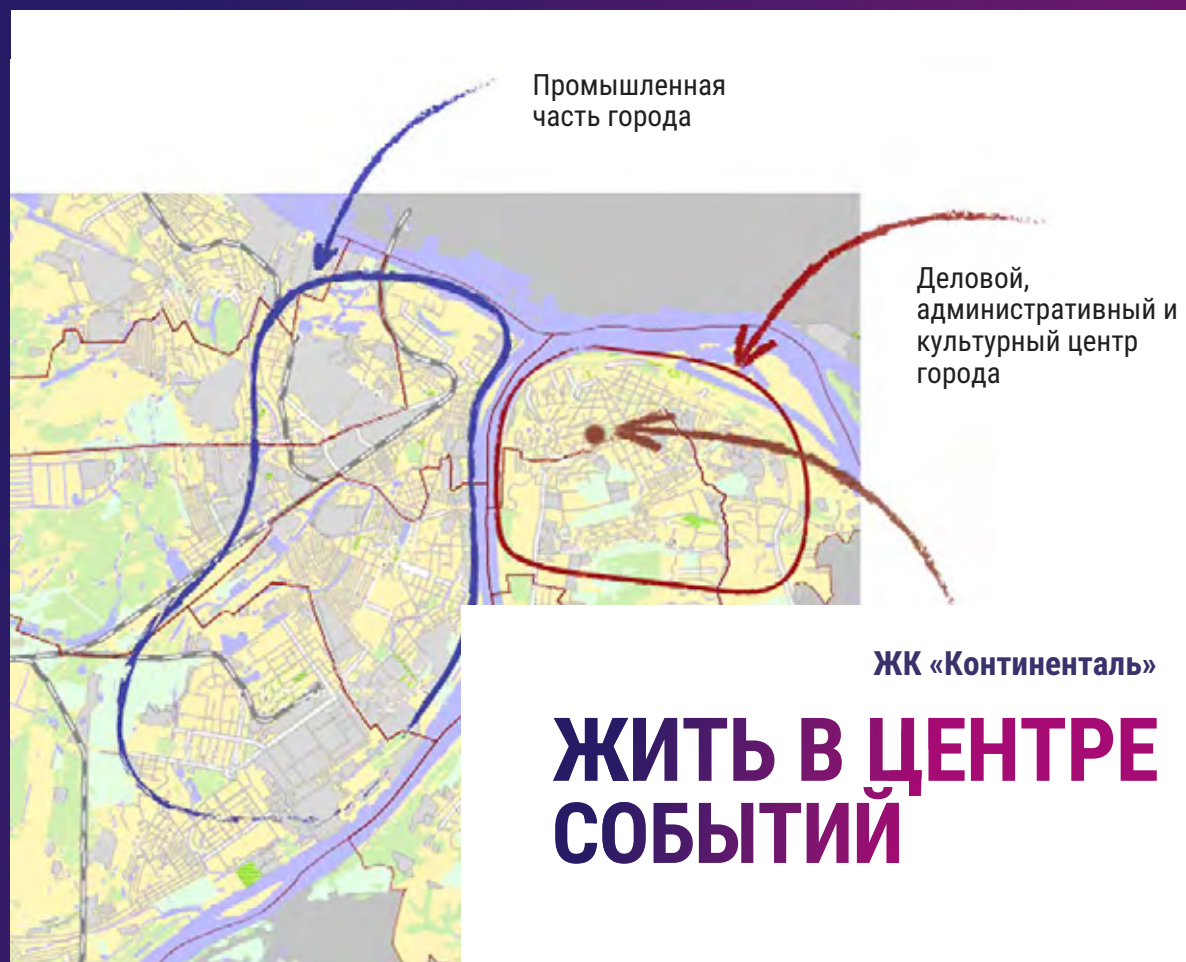 Промышленная
часть города
Деловой,
административный и
культурный центр
города
ЖК «Континенталь»
ЖИТЬ В ЦЕНТРЕ
СОБЫТИЙ